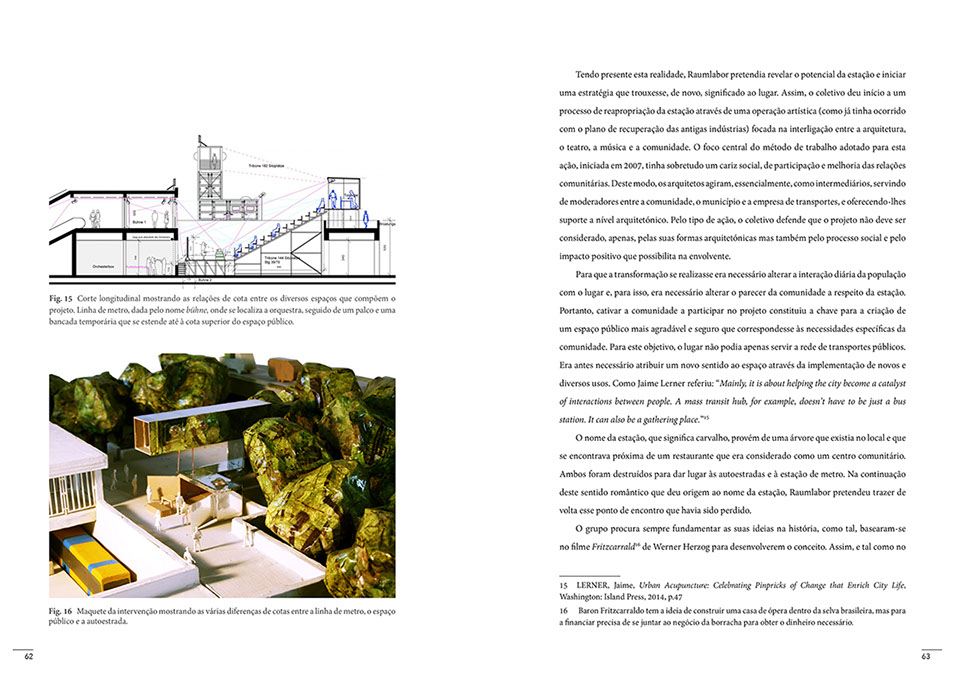 Tribüne 182 Sitzplätze
Bühne 1
Orchesterbox
Tribüne 144 Sitzplätze
Stg 39/75
Bühne 2
Fig. 15 Corte longitudinal mostrando as relações de cota entre os diversos espaços que compõem o
projeto. Linha de metro, dada pelo nome bühne, onde se localiza a orquestra, seguido de um palco e uma
bancada temporária que se estende até à cota superior do espaço público.
Fig. 16 Maquete da intervenção mostrando as várias diferenças de cotas entre a linha de metro, o espaço
público e a autoestrada.
62
Tendo presente esta realidade, Raumlabor pretendia revelar o potencial da estação e iniciar
uma estratégia que trouxesse, de novo, significado ao lugar. Assim, o coletivo deu início a um
processo de reapropriação da estação através de uma operação artística (como já tinha ocorrido
com o plano de recuperação das antigas indústrias) focada na interligação entre a arquitetura,
o teatro, a música e a comunidade. O foco central do método de trabalho adotado para esta
ação, iniciada em 2007, tinha sobretudo um cariz social, de participação e melhoria das relações
comunitárias. Deste modo, os arquitetos agiram, essencialmente, como intermediários, servindo
de moderadores entre a comunidade, o município e a empresa de transportes, e oferecendo-lhes
suporte a nível arquitetónico. Pelo tipo de ação, o coletivo defende que o projeto não deve ser
considerado, apenas, pelas suas formas arquitetónicas mas também pelo processo social e pelo
impacto positivo que possibilita na envolvente.
Para que a transformação se realizasse era necessário alterar a interação diária da população
com o lugar e, para isso, era necessário alterar o parecer da comunidade a respeito da estação.
Portanto, cativar a comunidade a participar no projeto constituiu a chave para a criação de
um espaço público mais agradável e seguro que correspondesse às necessidades específicas da
comunidade. Para este objetivo, o lugar não podia apenas servir a rede de transportes públicos.
Era antes necessário atribuir um novo sentido ao espaço através da implementação de novos e
diversos usos. Como Jaime Lerner referiu: “Mainly, it is about helping the city become a catalyst
of interactions between people. A mass transit hub, for example, doesn’t have to be just a bus
station. It can also be a gathering place.”15
O nome da estação, que significa carvalho, provém de uma árvore que existia no local e que
se encontrava próxima de um restaurante que era considerado como um centro comunitário.
Ambos foram destruídos para dar lugar às autoestradas e à estação de metro. Na continuação
deste sentido romântico que deu origem ao nome da estação, Raumlabor pretendeu trazer de
volta esse ponto de encontro que havia sido perdido.
O grupo procura sempre fundamentar as suas ideias na história, como tal, basearam-se
no filme Fritzcarrald16 de Werner Herzog para desenvolverem o conceito. Assim, e tal como no
15 LERNER, Jaime, Urban Acupuncture: Celebrating Pinpricks of Change that Enrich City Life,
Washington: Island Press, 2014, p.47
16 Baron Fritzcarraldo tem a ideia de construir uma casa de ópera dentro da selva brasileira, mas para
a financiar precisa de se juntar ao negócio da borracha para obter o dinheiro necessário.
63